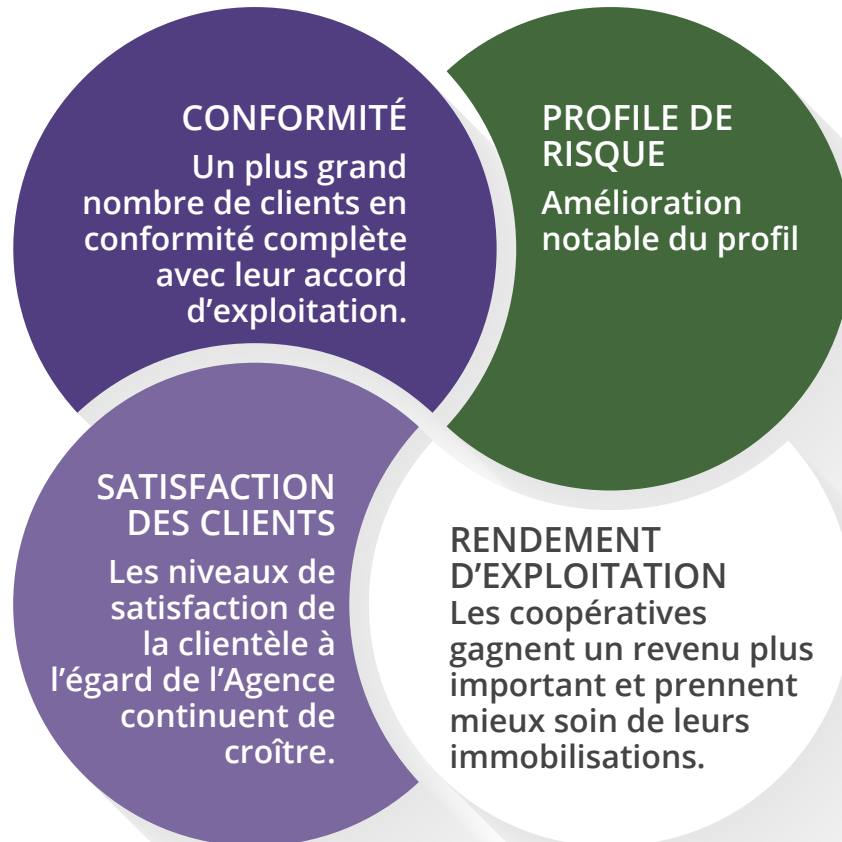 CONFORMITÉ
Un plus grand
nombre de clients en
conformité complète
avec leur accord
d’exploitation.
PROFILE DE
RISQUE
Amélioration
notable du profil
SATISFACTION
DES CLIENTS
Les niveaux de
satisfaction de
la clientèle à
l’égard de l’Agence
continuent de
croître.
RENDEMENT
D’EXPLOITATION
Les coopératives
gagnent un revenu plus
important et prennent
mieux soin de leurs
immobilisations.